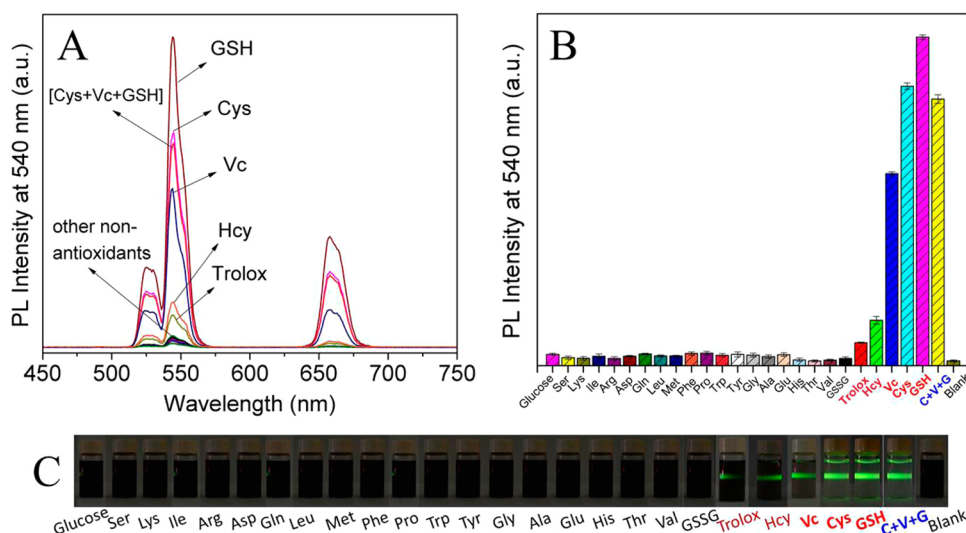 A
PL Intensity at 540 nm (a.u.)
GSH
[Cys+Vc+GSH]
Cys
Vc
other non-
antioxidants
Hcy
Trolox
450 500 550 600 650 700 750
Wavelength (nm)
B
PL Intensity at 540 nm (a.u.)
Glucose Ser Lys Ile Arg Asp Gln Leu Met Phe Pro Trp Tyr Gly Ala Glu His Thr Val GSSG Trolox Hcy Vc Cys GSH C+V+G Blank
C
Glucose Ser Lys Ile Arg Asp Gln Leu Met Phe Pro Trp Tyr Gly Ala Glu His Thr Val GSSG Trolox Hcy Vc Cys GSH C+V+G Blank